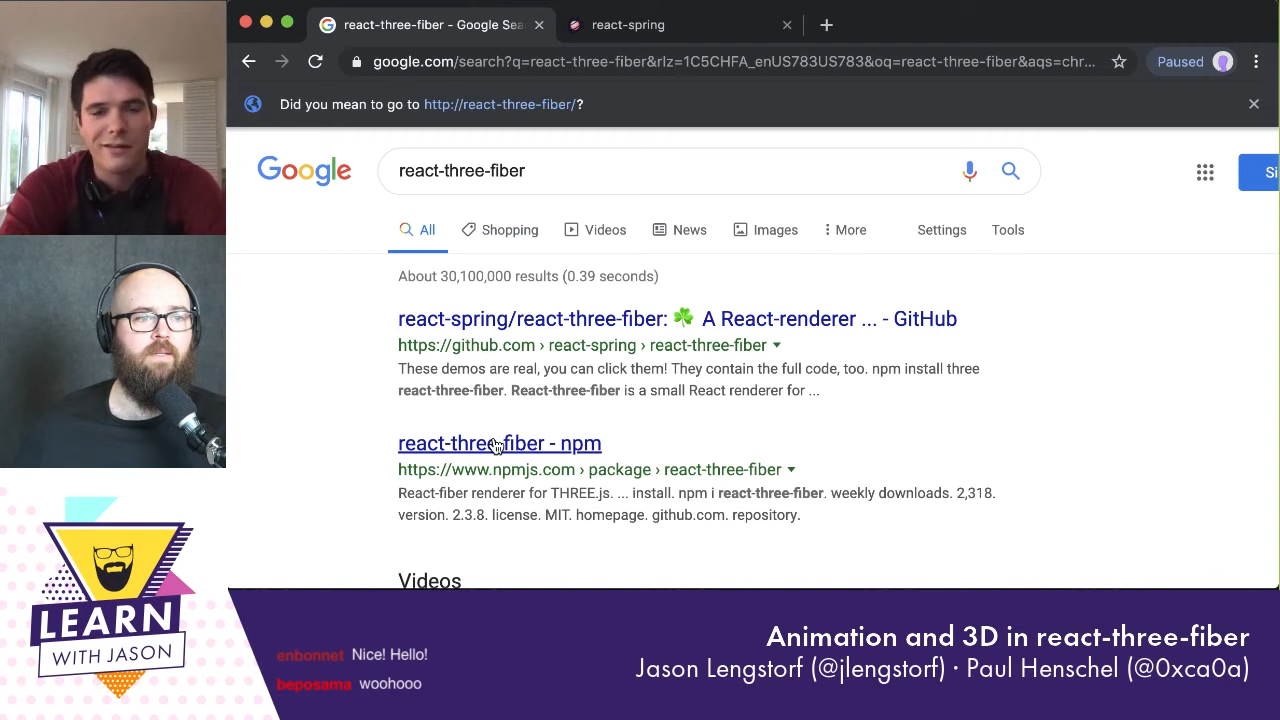 react-three-fiber - Google Sea
react-spring
google.com/search?q=react-three-fiber&rlz=1C5CHFA_enUS783US783&oq=react-three-fiber&aqs=chr...
Paused
Did you mean to go to http://react-three-fiber/?
Google
react-three-fiber
Si
All
Shopping
Videos
News
Images
More
Settings
Tools
About 30,100,000 results (0.39 seconds)
react-spring/react-three-fiber: ☘️ A React-renderer ... - GitHub
https://github.com › react-spring › react-three-fiber
These demos are real, you can click them! They contain the full code, too. npm install three
react-three-fiber. React-three-fiber is a small React renderer for ...
react-three-fiber - npm
https://www.npmjs.com › package › react-three-fiber
React-fiber renderer for THREE.js. ... install. npm i react-three-fiber. weekly downloads. 2,318.
version. 2.3.8. license. MIT. homepage. github.com. repository.
Videos
LEARN
WITH JASON
enbonnet Nice! Hello!
beposama woohooo
Animation and 3D in react-three-fiber
Jason Lengstorf (@jlengstorf) · Paul Henschel (@0xca0a)